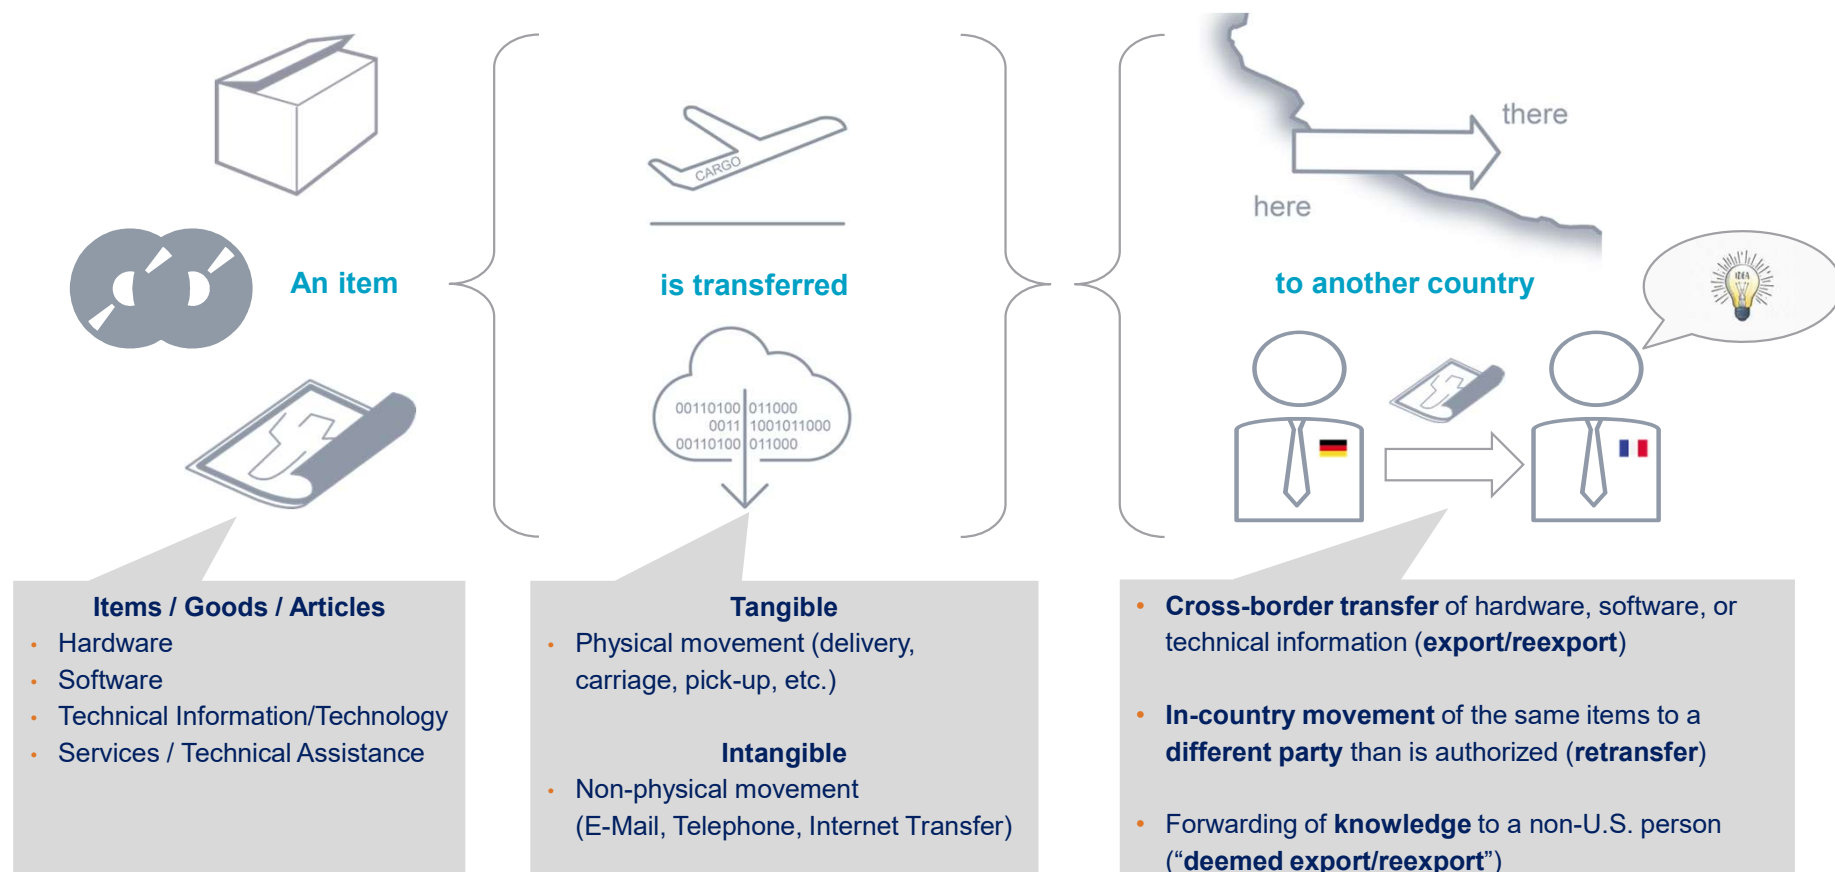 there
here
CARGO
An item
is transferred
to another country
IDEA
00110100 011000
0011 1001011000
00110100 011000
Items / Goods / Articles
• Hardware
• Software
• Technical Information/Technology
• Services / Technical Assistance
Tangible
• Physical movement (delivery,
carriage, pick-up, etc.)
Intangible
• Non-physical movement
(E-Mail, Telephone, Internet Transfer)
• Cross-border transfer of hardware, software, or
technical information (export/reexport)
• In-country movement of the same items to a
different party than is authorized (retransfer)
• Forwarding of knowledge to a non-U.S. person
(“deemed export/reexport”)